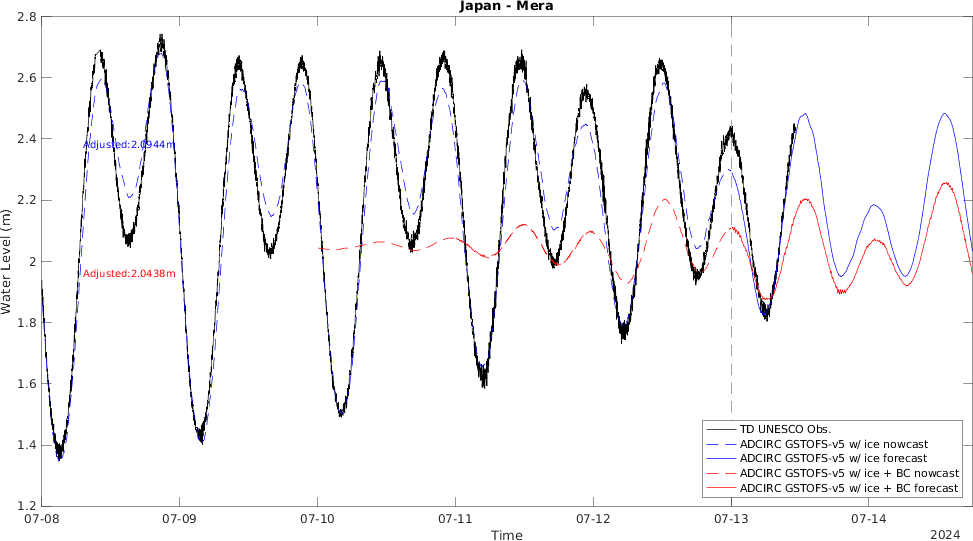 Japan - Mera
2.8
2.6
2.4
2.2
2
1.8
1.6
1.4
1.2
Water Level (m)
Adjusted:2.0944m
Adjusted:2.0438m
TD UNESCO Obs.
ADCIRC GSTOFS-v5 w/ ice nowcast
ADCIRC GSTOFS-v5 w/ ice forecast
ADCIRC GSTOFS-v5 w/ ice + BC nowcast
ADCIRC GSTOFS-v5 w/ ice + BC forecast
07-08 07-09 07-10 07-11 07-12 07-13 07-14
Time
2024